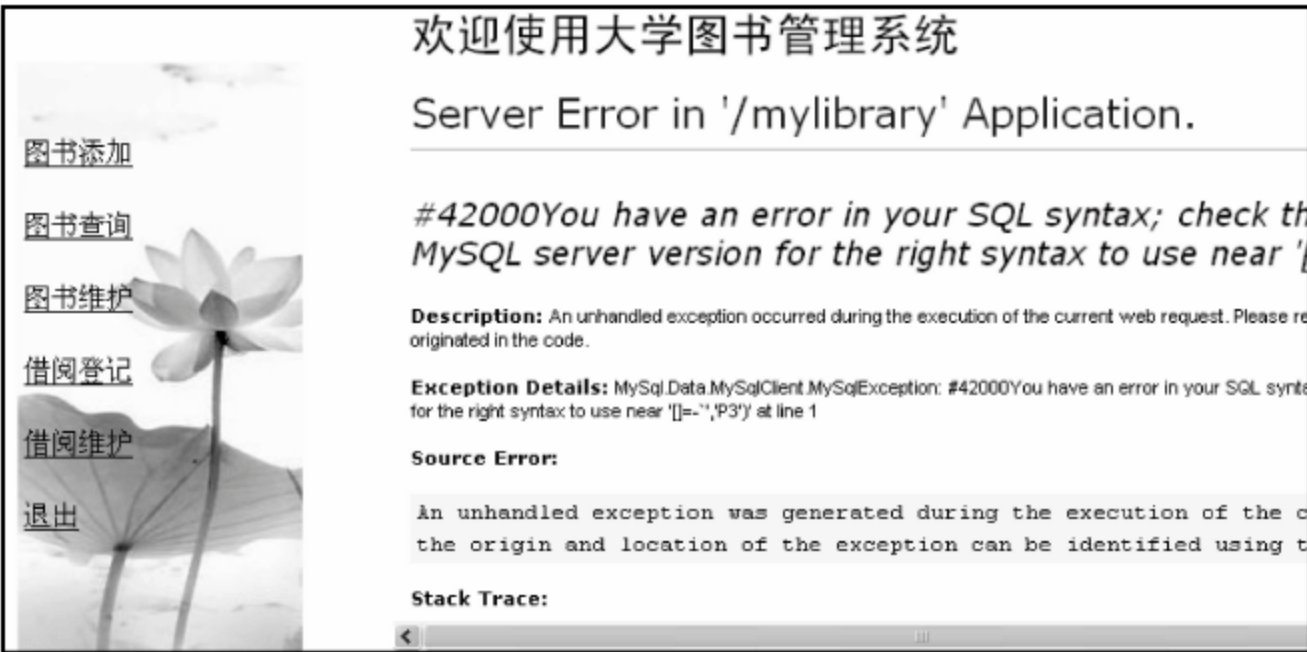 欢迎使用大学图书管理系统
Server Error in '/mylibrary' Application.
图书添加
图书查询
图书维护
借阅登记
借阅维护
退出
#42000You have an error in your SQL syntax; check th
MySQL server version for the right syntax to use near '[
Description: An unhandled exception occurred during the execution of the current web request. Please re
originated in the code.
Exception Details: MySql.Data.MySqlClient.MySqlException: #42000You have an error in your SQL synta
for the right syntax to use near '[]=-`','P3')' at line 1
Source Error:
An unhandled exception was generated during the execution of the c
the origin and location of the exception can be identified using t
Stack Trace: